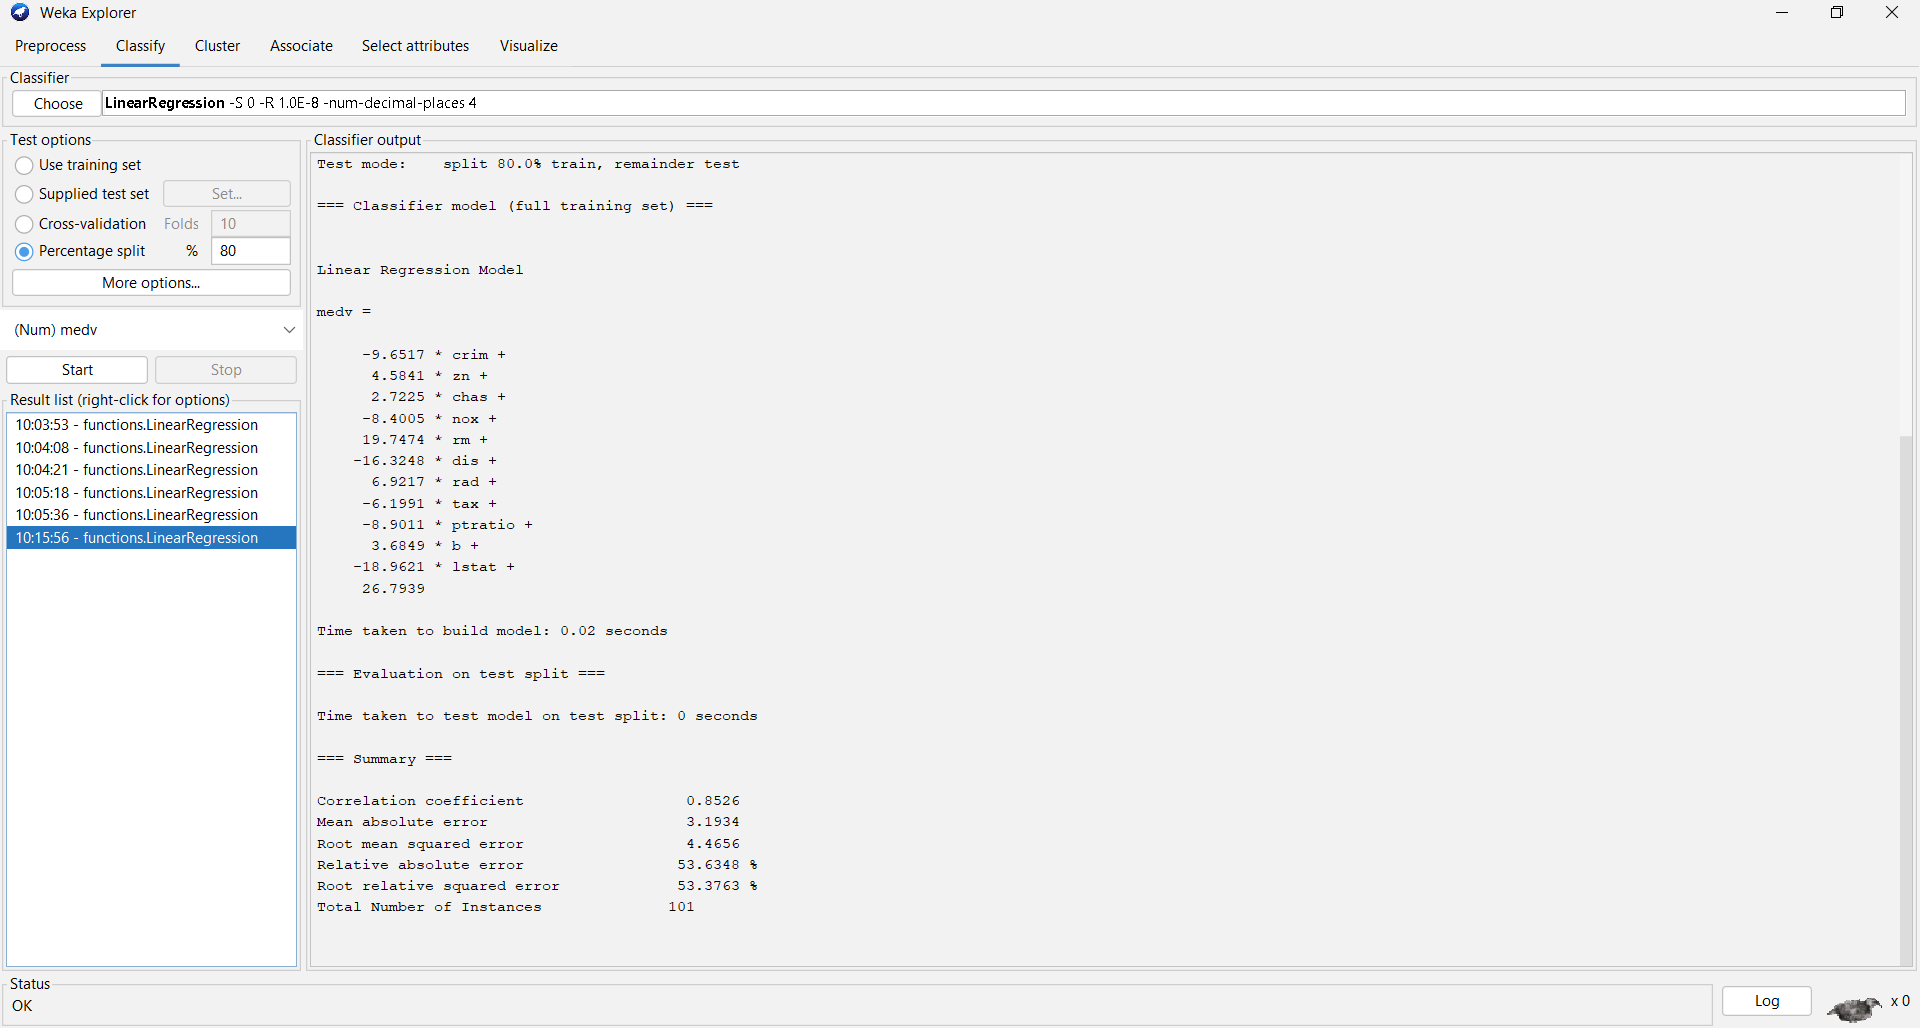 Weka Explorer
Preprocess Classify Cluster Associate Select attributes Visualize
Classifier
Choose LinearRegression -S 0 -R 1.0E-8 -num-decimal-places 4
Test options
Use training set
Supplied test set Set...
Cross-validation Folds 10
Percentage split % 80
More options...
(Num) medv
Start Stop
Result list (right-click for options)
10:03:53 - functions.LinearRegression
10:04:08 - functions.LinearRegression
10:04:21 - functions.LinearRegression
10:05:18 - functions.LinearRegression
10:05:36 - functions.LinearRegression
10:15:56 - functions.LinearRegression
Classifier output
Test mode: split 80.0% train, remainder test
=== Classifier model (full training set) ===
Linear Regression Model
medv =
-9.6517 * crim +
4.5841 * zn +
2.7225 * chas +
-8.4005 * nox +
19.7474 * rm +
-16.3248 * dis +
6.9217 * rad +
-6.1991 * tax +
-8.9011 * ptratio +
3.6849 * b +
-18.9621 * lstat +
26.7939
Time taken to build model: 0.02 seconds
=== Evaluation on test split ===
Time taken to test model on test split: 0 seconds
=== Summary ===
Correlation coefficient 0.8526
Mean absolute error 3.1934
Root mean squared error 4.4656
Relative absolute error 53.6348 %
Root relative squared error 53.3763 %
Total Number of Instances 101
Status
OK
Log x 0